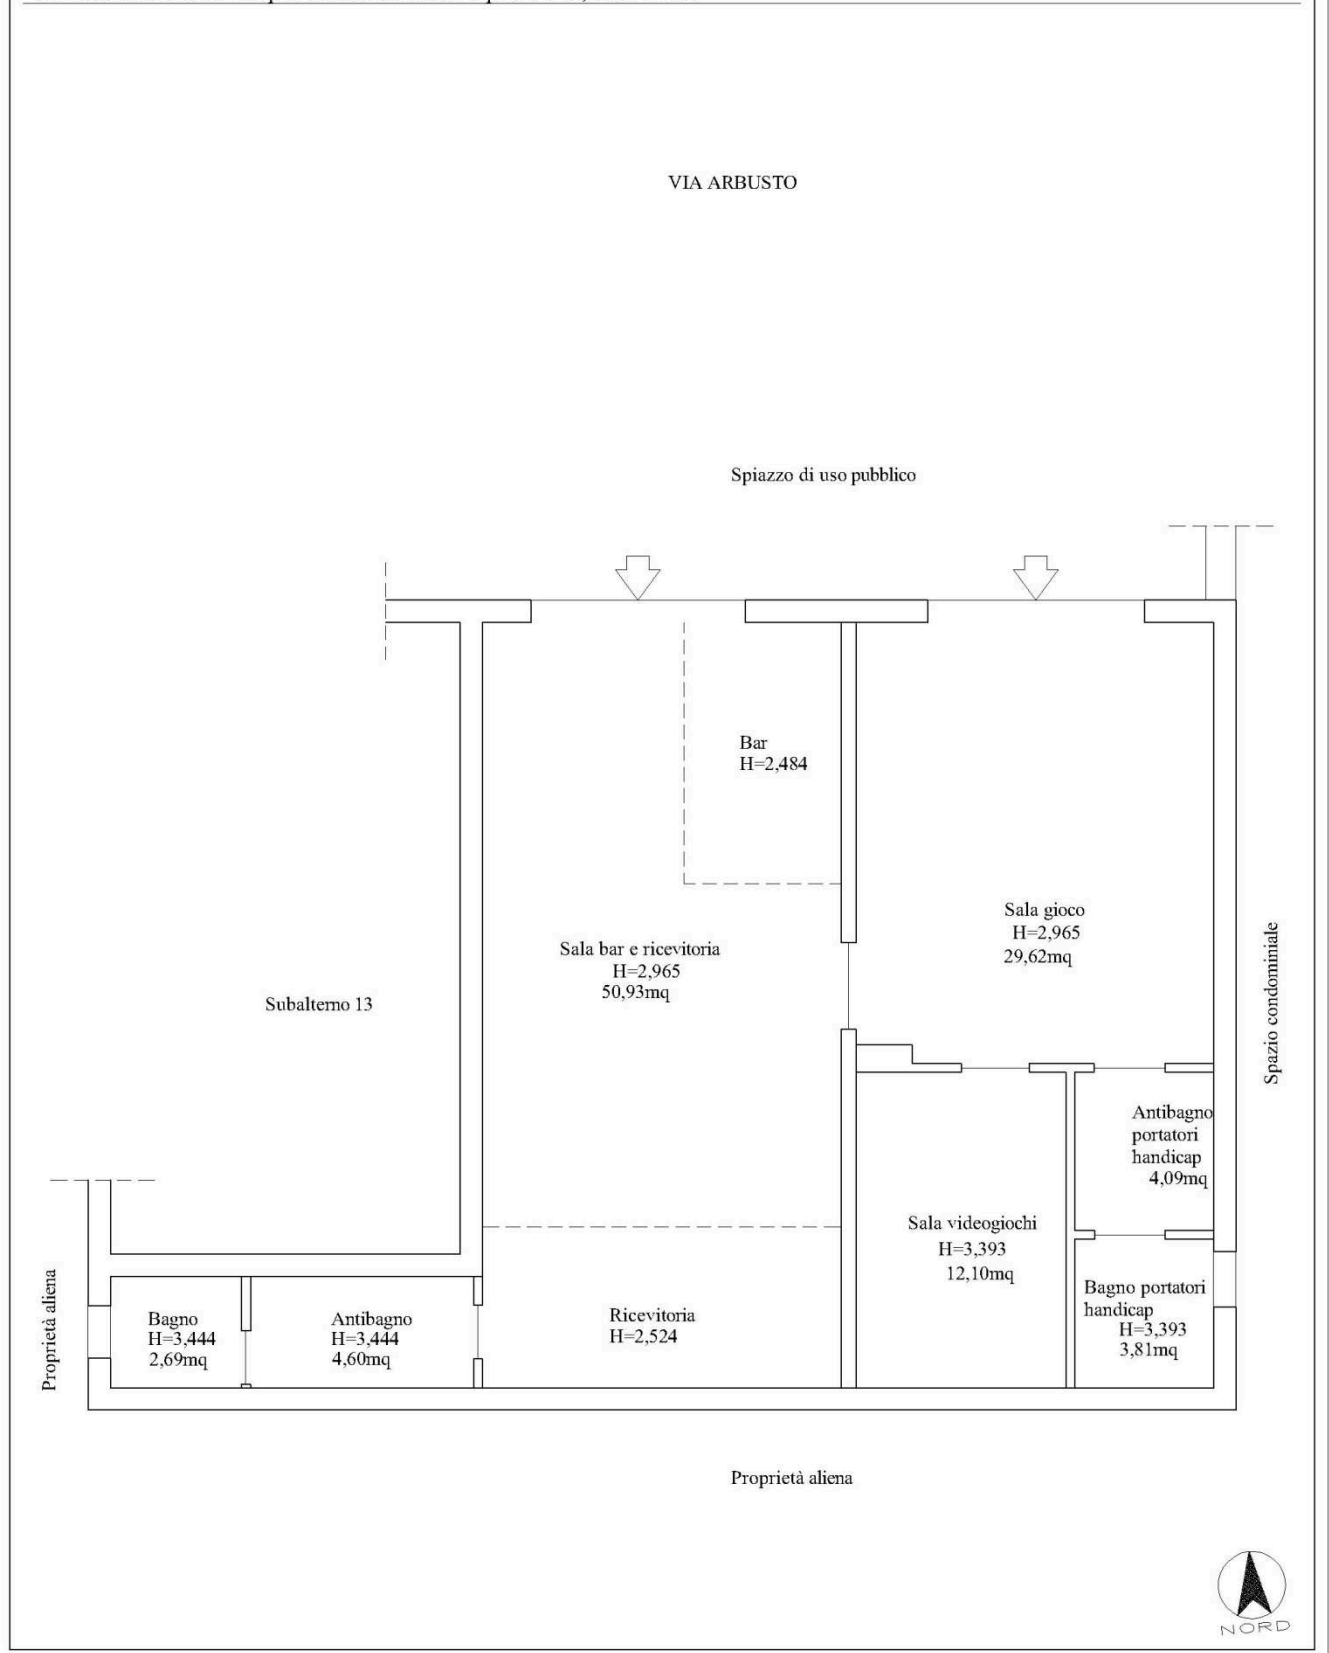 VIA ARBUSTO
Spiazzo di uso pubblico
Bar
H=2,484
Sala gioco
H=2,965
29,62mq
Sala bar e ricevitoria
H=2,965
50,93mq
Subalterno 13
Spazio condominiale
Antibagno
portatori
handicap
4,09mq
Sala videogiochi
H=3,393
12,10mq
Proprietà aliena
Bagno
H=3,444
2,69mq
Antibagno
H=3,444
4,60mq
Ricevitoria
H=2,524
Bagno portatori
handicap
H=3,393
3,81mq
Proprietà aliena
NORD